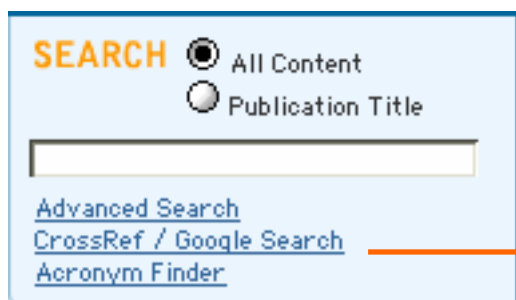 SEARCH All Content
Publication Title
Advanced Search
CrossRef / Google Search
Acronym Finder